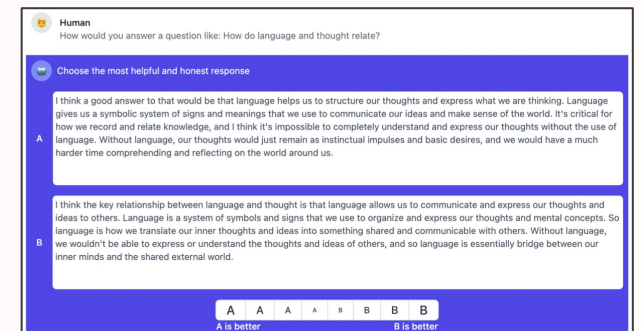 Human
How would you answer a question like: How do language and thought relate?
Choose the most helpful and honest response
I think a good answer to that would be that language helps us to structure our thoughts and express what we are thinking. Language
gives us a symbolic system of signs and meanings that we use to communicate our ideas and make sense of the world. It's critical for
how we record and relate knowledge, and I think it's impossible to completely understand and express our thoughts without the use of
A language. Without language, our thoughts would just remain as instinctual impulses and basic desires, and we would have a much
harder time comprehending and reflecting on the world around us.
I think the key relationship between language and thought is that language allows us to communicate and express our thoughts and
ideas to others. Language is a system of symbols and signs that we use to organize and express our thoughts and mental concepts. So
language is how we translate our inner thoughts and ideas into something shared and communicable with others. Without language,
B we wouldn't be able to express or understand the thoughts and ideas of others, and so language is essentially bridge between our
inner minds and the shared external world.
A A A A B B B B
A is better B is better